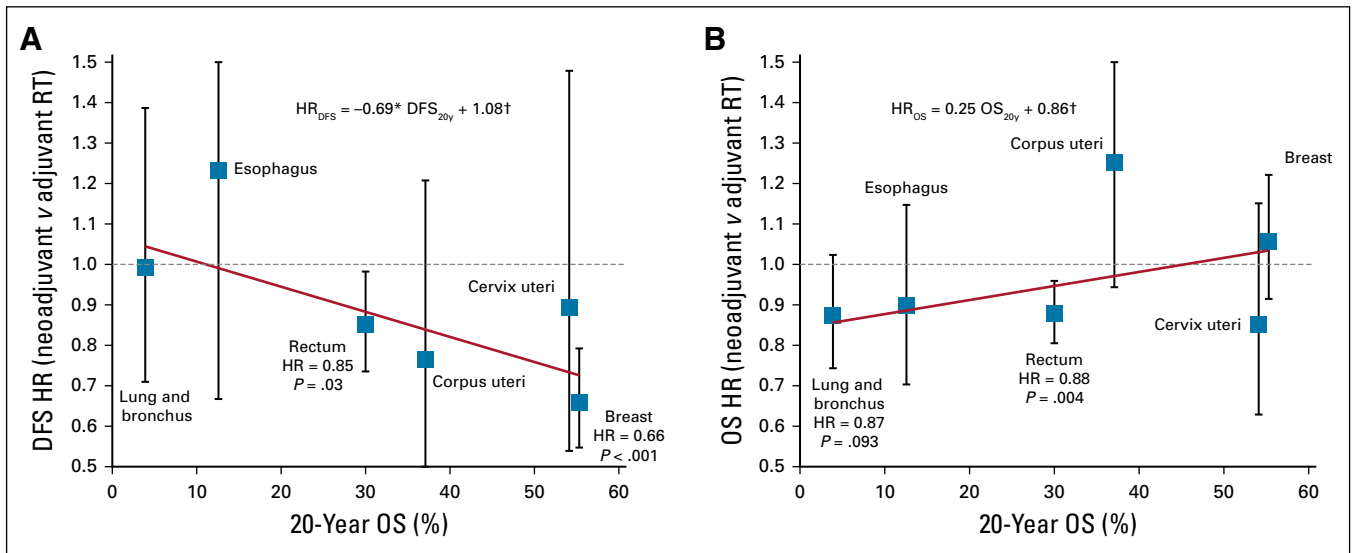 A
DFS HR (neoadjuvant v adjuvant RT)
1.5
1.4
1.3
1.2
1.1
1.0
0.9
0.8
0.7
0.6
0.5
HR_DFS = –0.69* DFS_20y + 1.08†
Esophagus
Cervix uteri
Rectum
HR = 0.85
P = .03
Corpus uteri
Lung and
bronchus
Breast
HR = 0.66
P < .001
0 10 20 30 40 50 60
20-Year OS (%)
B
OS HR (neoadjuvant v adjuvant RT)
1.5
1.4
1.3
1.2
1.1
1.0
0.9
0.8
0.7
0.6
0.5
HR_OS = 0.25 OS_20y + 0.86†
Corpus uteri
Breast
Esophagus
Cervix uteri
Rectum
HR = 0.88
P = .004
Lung and
bronchus
HR = 0.87
P = .093
0 10 20 30 40 50 60
20-Year OS (%)